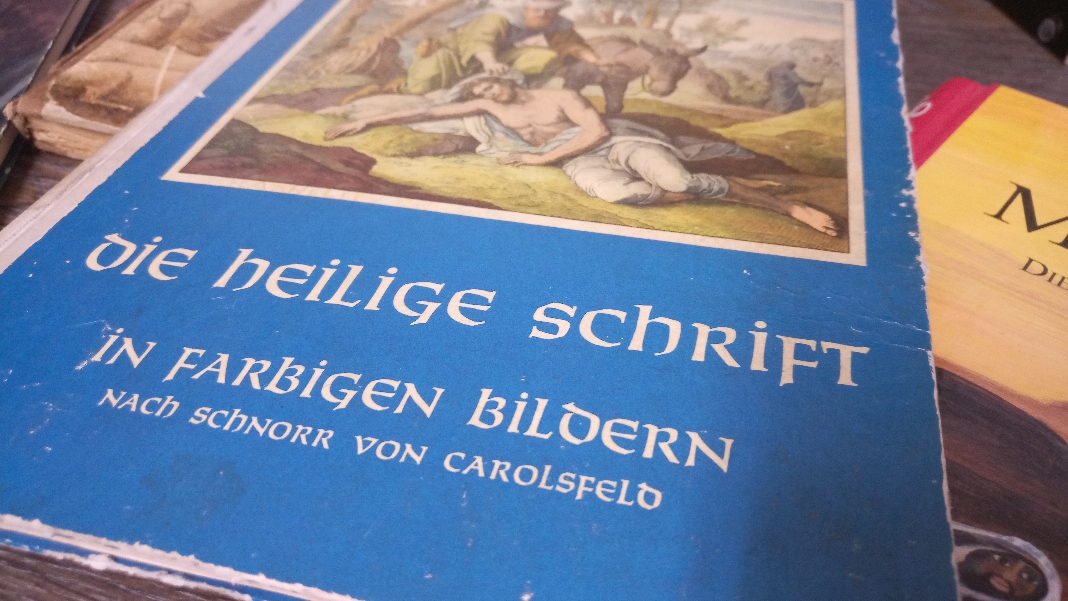 Die Heilige Schrift
in farbigen Bildern
nach Schnorr von Carolsfeld